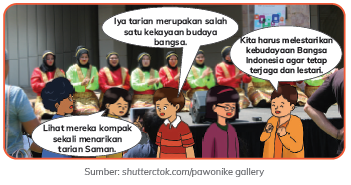 Iya tarian merupakan salah
satu kekayaan budaya
bangsa.
Kita harus melestarikan
kebudayaan Bangsa
Indonesia agar tetap
terjaga dan lestari.
Lihat mereka kompak
sekali menarikan
tarian Saman.
Sumber: shutterctok.com/pawonike gallery